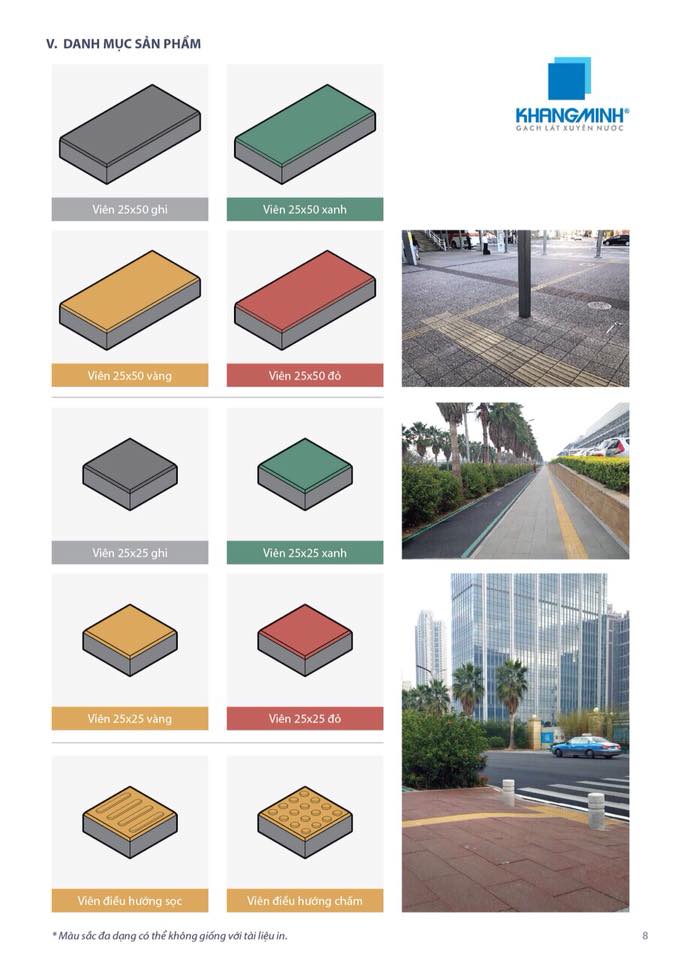 V. DANH MỤC SẢN PHẨM
KHANGMINH®
GẠCH LÁT XUYÊN NƯỚC
Viên 25x50 ghi
Viên 25x50 xanh
Viên 25x50 vàng
Viên 25x50 đỏ
Viên 25x25 ghi
Viên 25x25 xanh
Viên 25x25 vàng
Viên 25x25 đỏ
Viên điều hướng sọc
Viên điều hướng chấm
* Màu sắc đa dạng có thể không giống với tài liệu in.
8